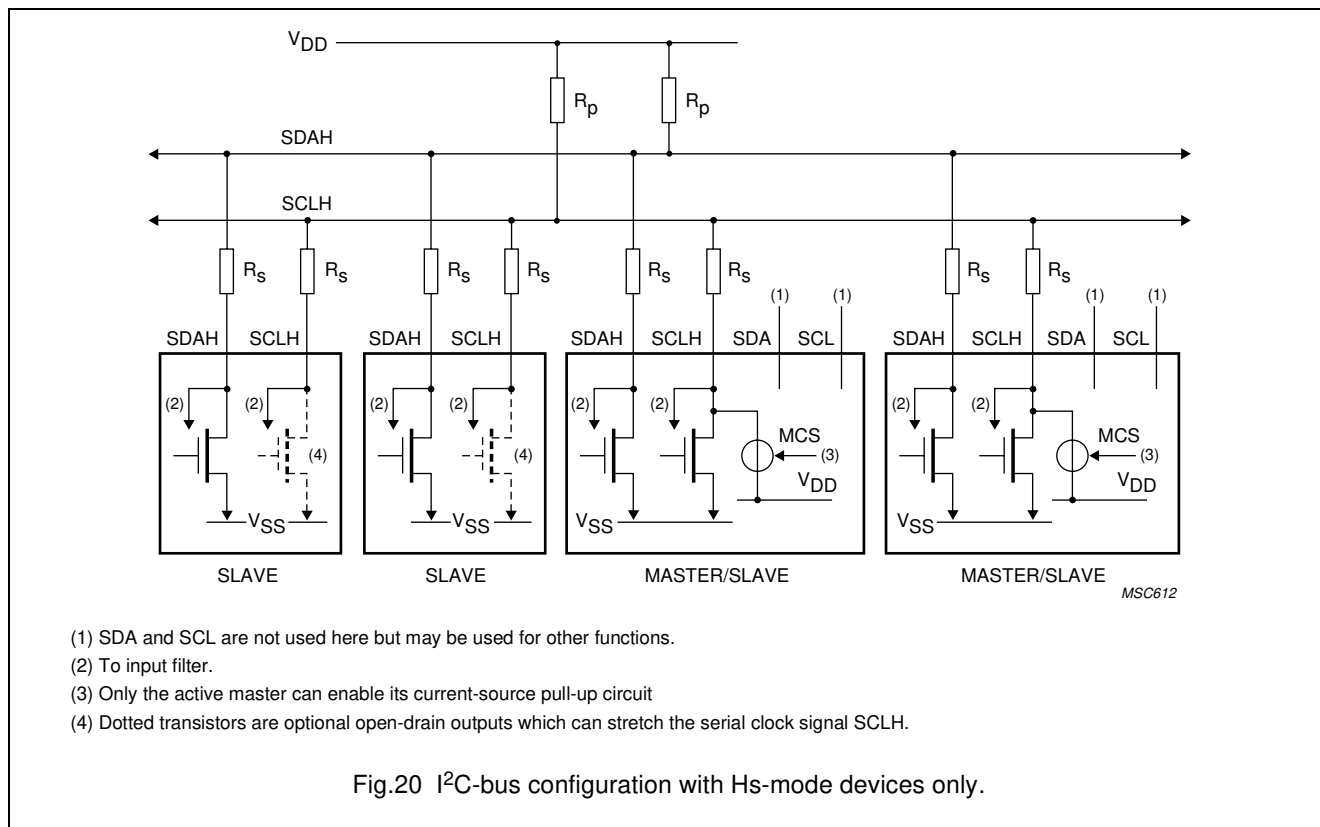 VDD
Rp Rp
SDAH
SCLH
Rs Rs Rs Rs Rs Rs Rs Rs
(1) (1) (1) (1)
SDAH SCLH SDAH SCLH SDAH SCLH SDA SCL SDAH SCLH SDA SCL
(2) (2) (2) (2) (2) (2) (2) (2)
MCS MCS
(4) (4) (3) (3)
VDD VDD
VSS VSS VSS VSS
SLAVE SLAVE MASTER/SLAVE MASTER/SLAVE
MSC612
(1) SDA and SCL are not used here but may be used for other functions.
(2) To input filter.
(3) Only the active master can enable its current-source pull-up circuit
(4) Dotted transistors are optional open-drain outputs which can stretch the serial clock signal SCLH.
Fig.20 I²C-bus configuration with Hs-mode devices only.